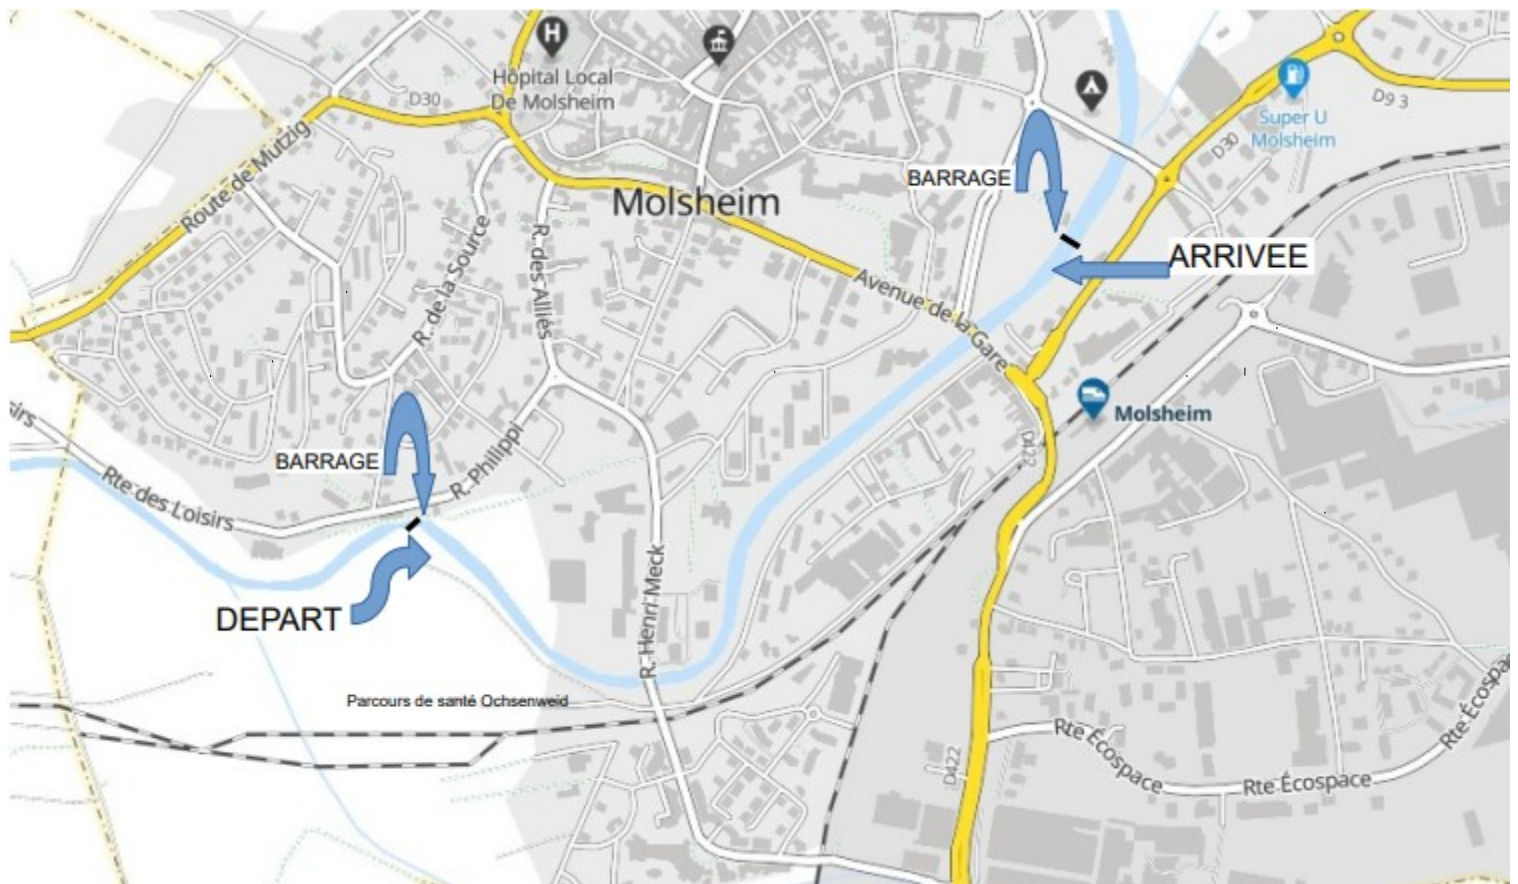 Hôpital Local
De Molsheim
D30
D9 3
Super U
Molsheim
D30
BARRAGE
Route de Mutzig
Molsheim
R. de la Source
R. des Alliés
ARRIVEE
Avenue de la Gare
Molsheim
D422
sirs
BARRAGE
R. Philippi
Rte des Loisirs
DEPART
R. Henri Meck
Parcours de santé Ochsenweid
D422
Rte Écospace
Rte Écospace
Rte Écospac